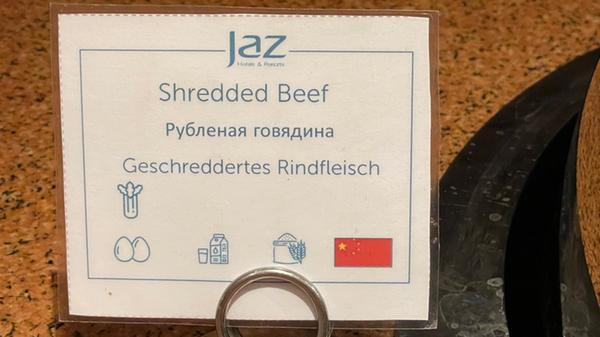 Jaz
Hotels & Resorts
Shredded Beef
Рубленая говядина
Geschreddertes Rindfleisch